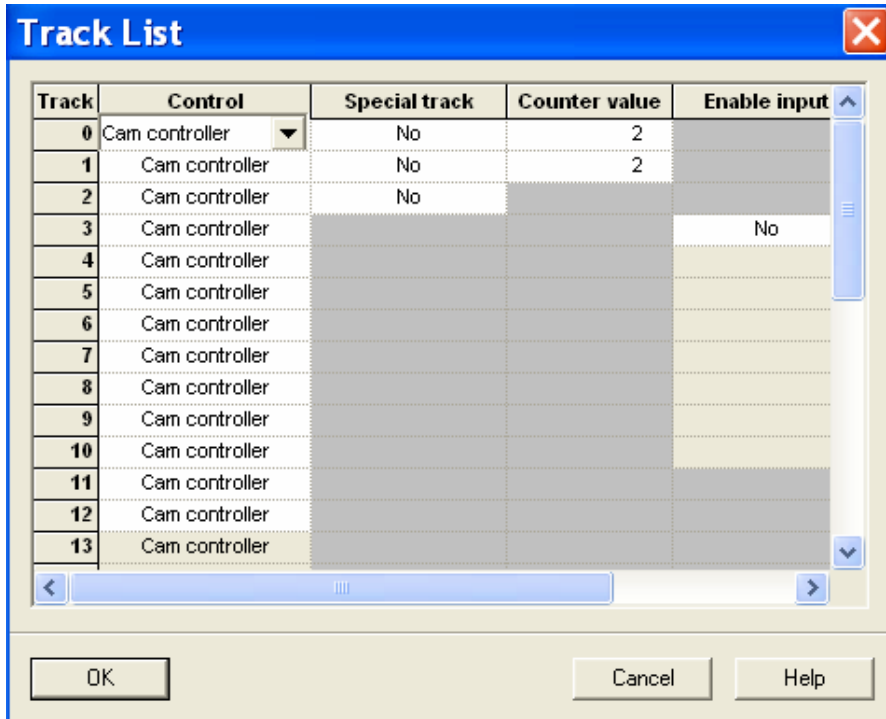 Track List
Track Control Special track Counter value Enable input
0 Cam controller No 2
1 Cam controller No 2
2 Cam controller No
3 Cam controller No
4 Cam controller
5 Cam controller
6 Cam controller
7 Cam controller
8 Cam controller
9 Cam controller
10 Cam controller
11 Cam controller
12 Cam controller
13 Cam controller
OK Cancel Help